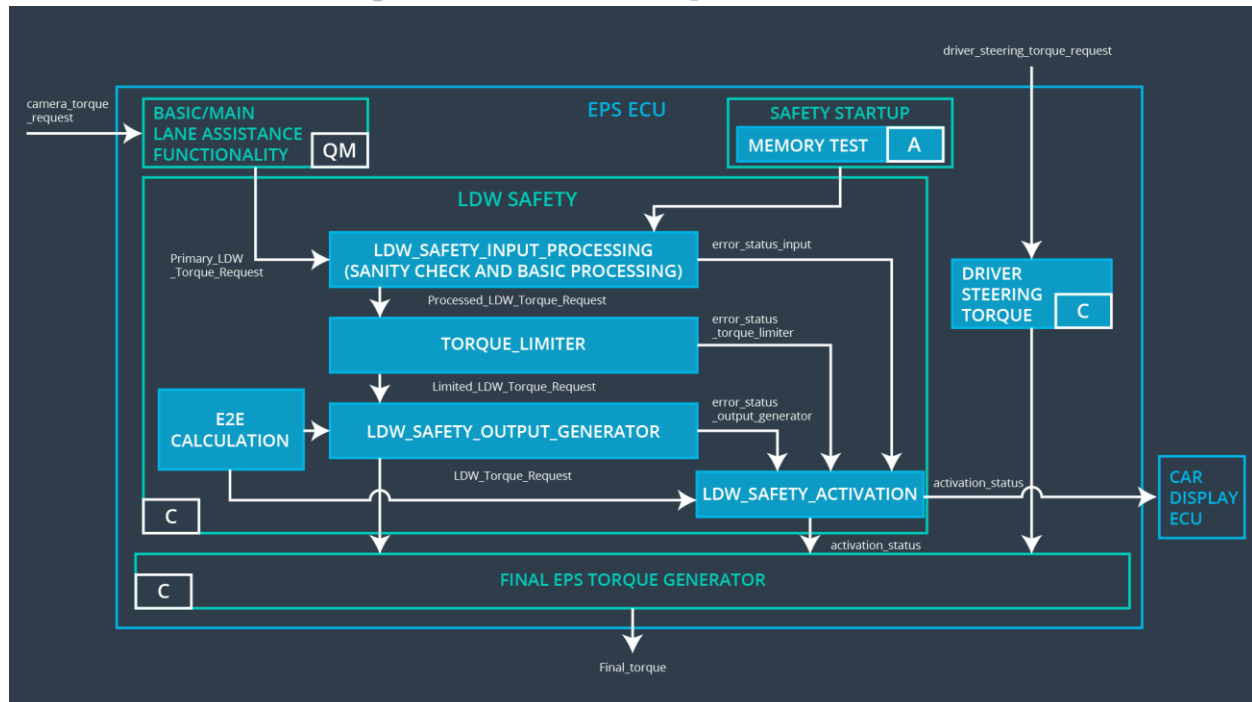 driver_steering_torque_request
camera_torque
_request
BASIC/MAIN
LANE ASSISTANCE
FUNCTIONALITY
QM
EPS ECU
SAFETY STARTUP
MEMORY TEST
A
LDW SAFETY
Primary_LDW
_Torque_Request
LDW_SAFETY_INPUT_PROCESSING
(SANITY CHECK AND BASIC PROCESSING)
error_status_input
DRIVER
STEERING
TORQUE
C
Processed_LDW_Torque_Request
TORQUE_LIMITER
error_status
_torque_limiter
Limited_LDW_Torque_Request
E2E
CALCULATION
LDW_SAFETY_OUTPUT_GENERATOR
error_status
_output_generator
LDW_Torque_Request
LDW_SAFETY_ACTIVATION
activation_status
CAR
DISPLAY
ECU
C
activation_status
FINAL EPS TORQUE GENERATOR
C
Final_torque